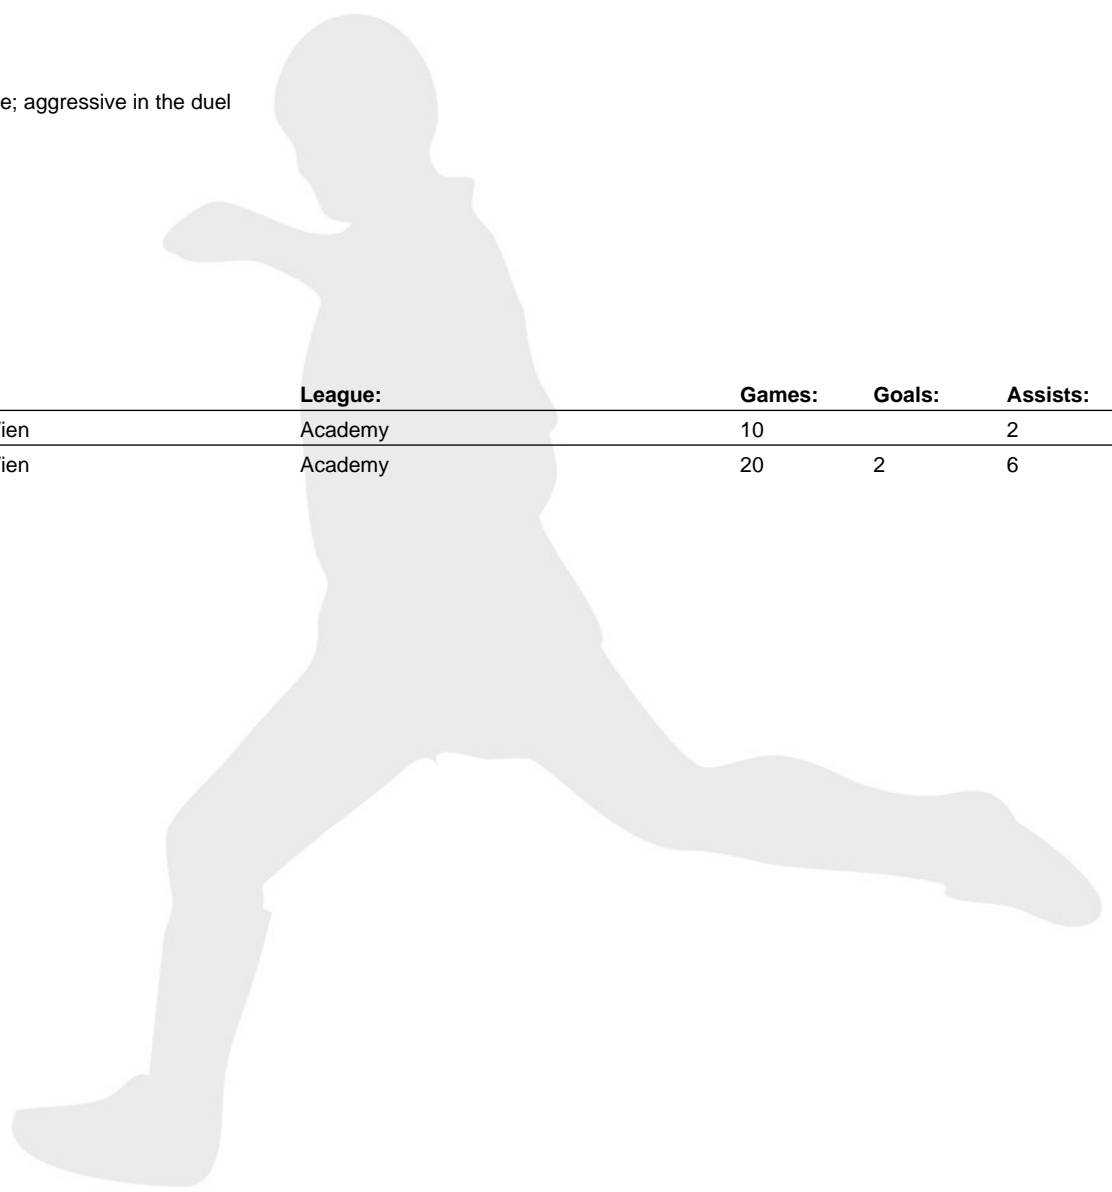 e; aggressive in the duel
League: Games: Goals: Assists:
ien Academy 10 2
ien Academy 20 2 6